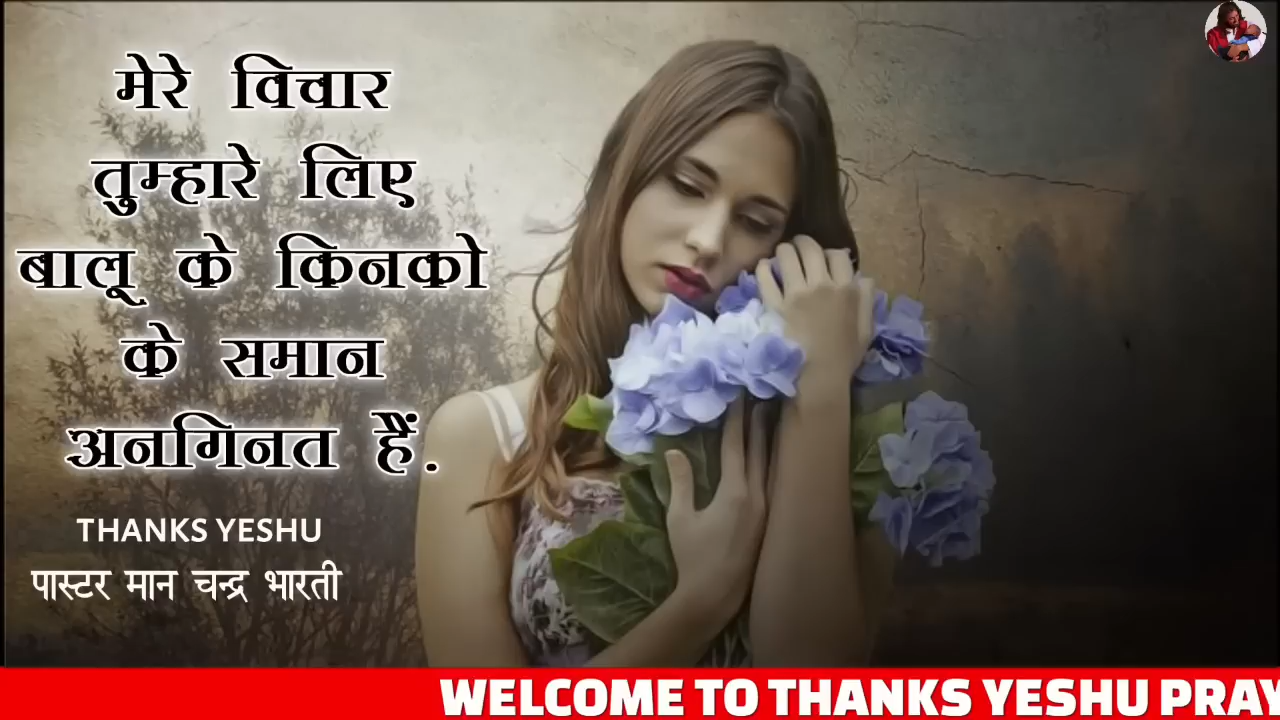 मेरे विचार
तुम्हारे लिए
बालू के किनको
के समान
अनगिनत हैं.
THANKS YESHU
पास्टर मान चन्द्र भारती
WELCOME TO THANKS YESHU PRAY